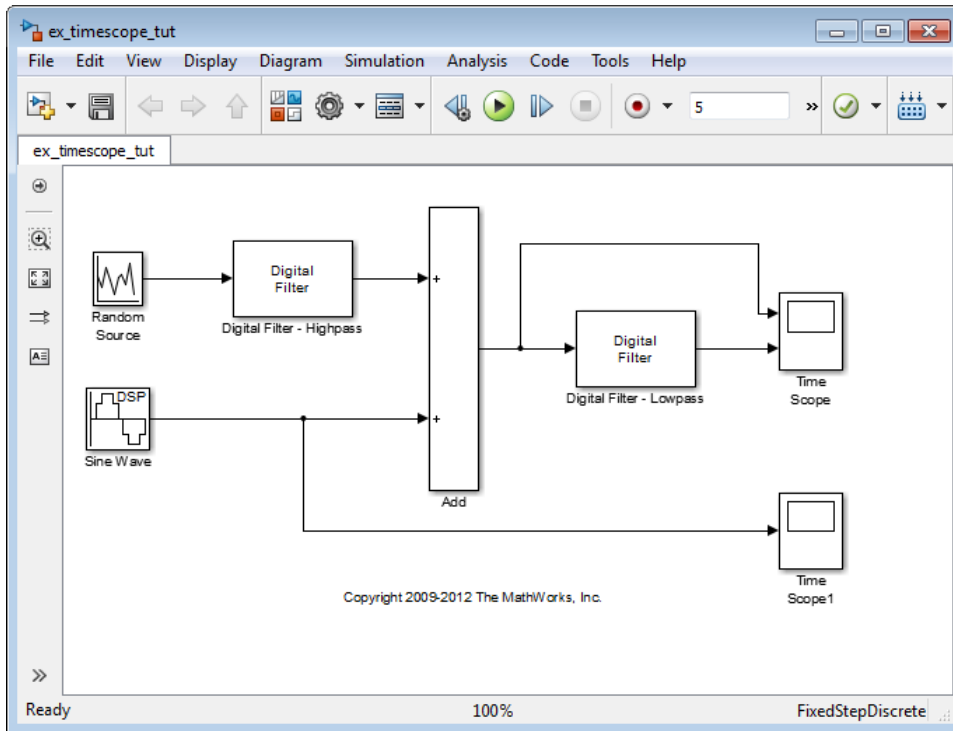 ex_timescope_tut
File Edit View Display Diagram Simulation Analysis Code Tools Help
5 »
ex_timescope_tut
Random
Source
Digital
Filter
Digital Filter - Highpass
+
DSP
Sine Wave
+
Add
Digital
Filter
Digital Filter - Lowpass
Time
Scope
Time
Scope1
Copyright 2009-2012 The MathWorks, Inc.
»
Ready 100% FixedStepDiscrete